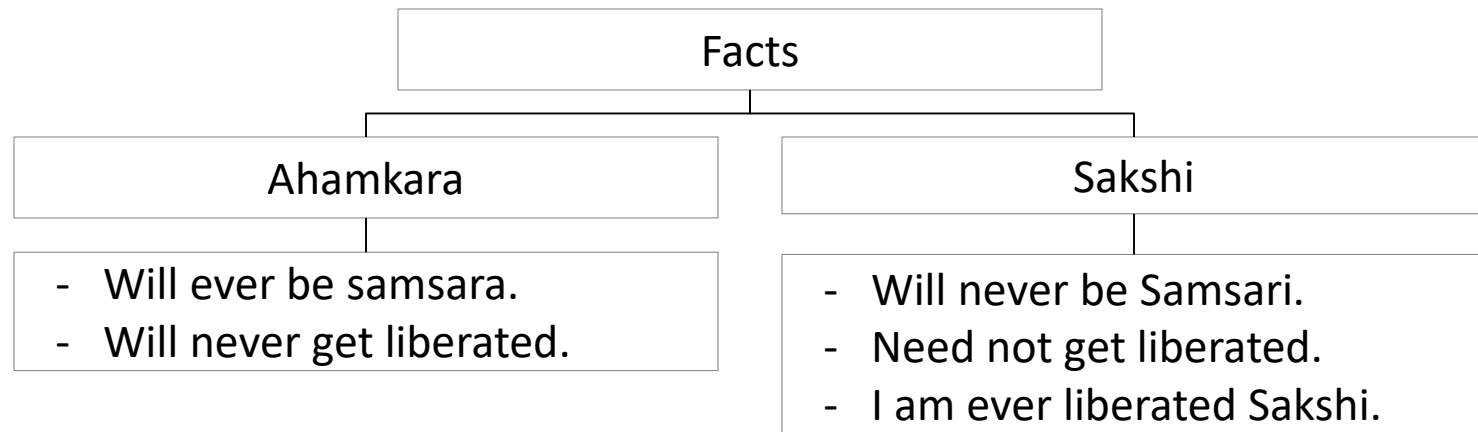 Facts
Ahamkara
- Will ever be samsara.
- Will never get liberated.
Sakshi
- Will never be Samsari.
- Need not get liberated.
- I am ever liberated Sakshi.